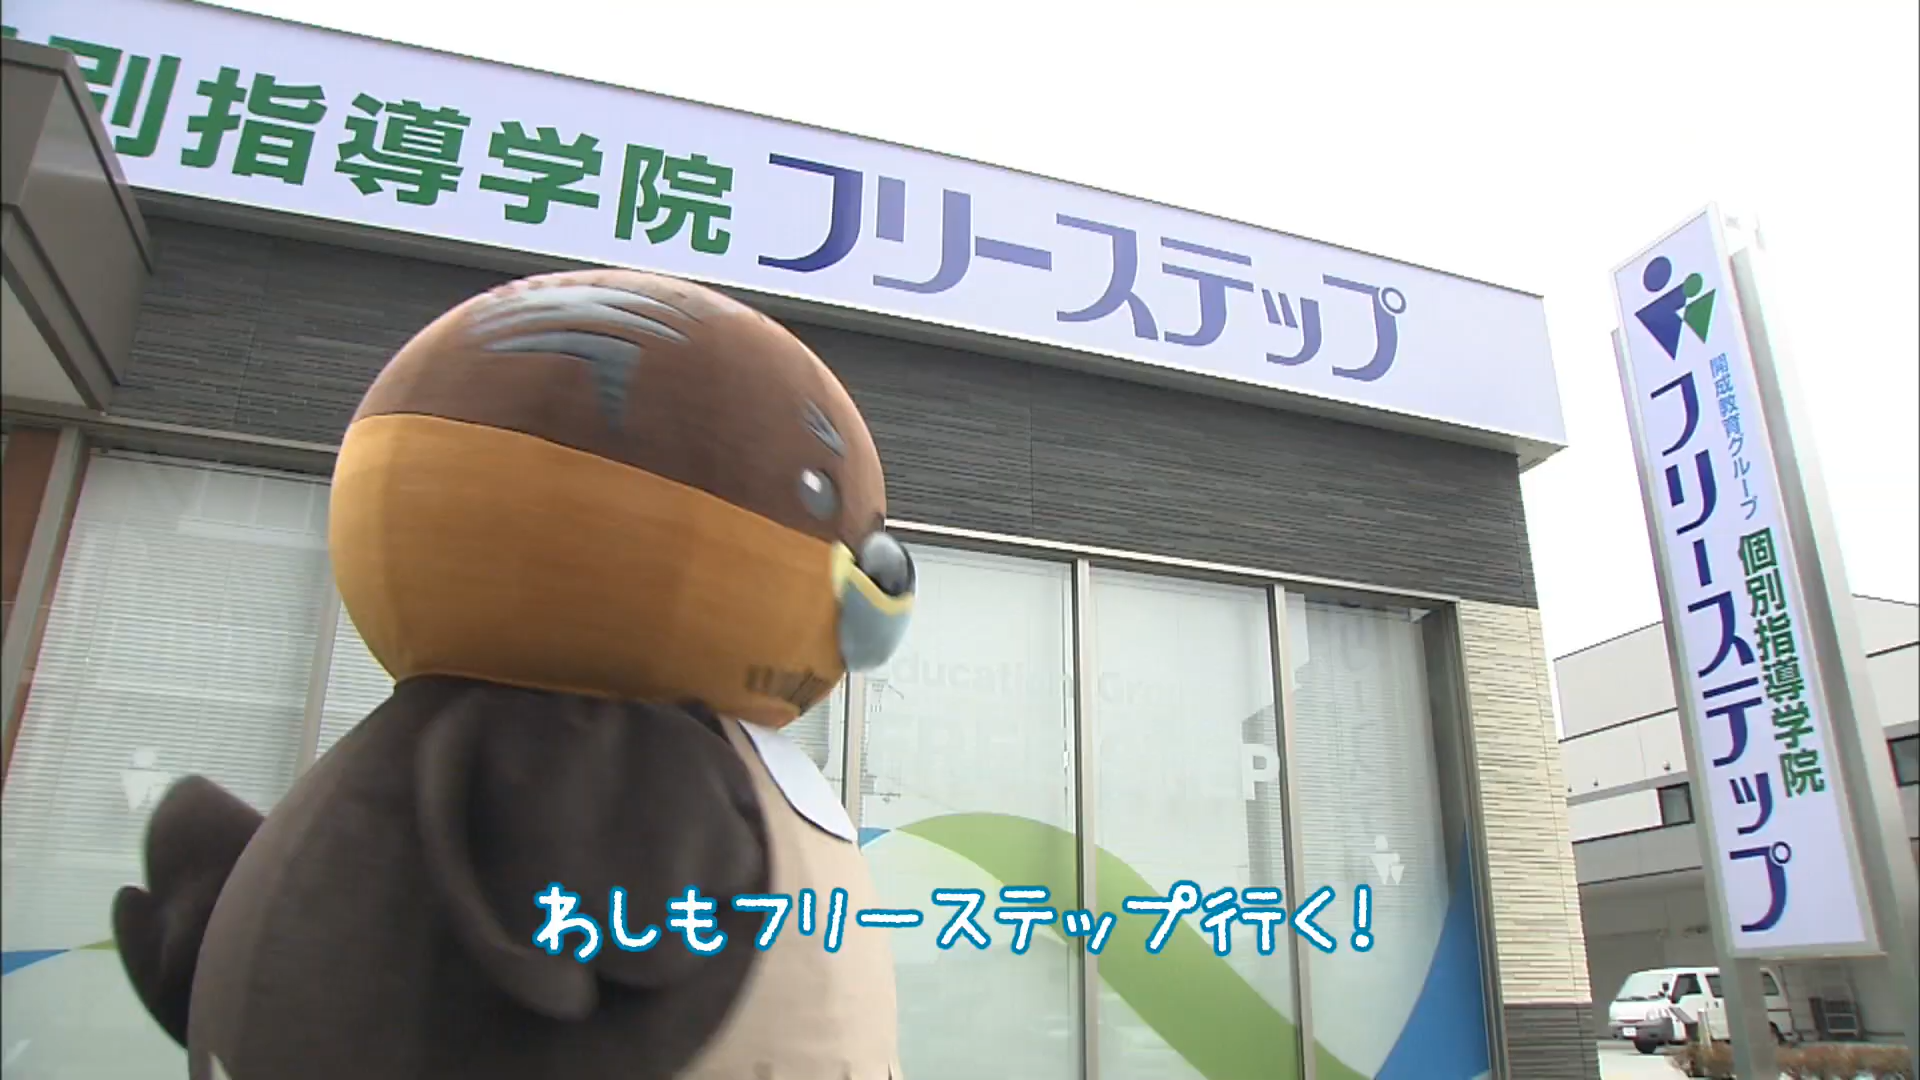 別指導学院フリーステップ
開成教育グループ
個別指導学院
フリーステップ
Education Gr
P
わしもフリーステップ行く!